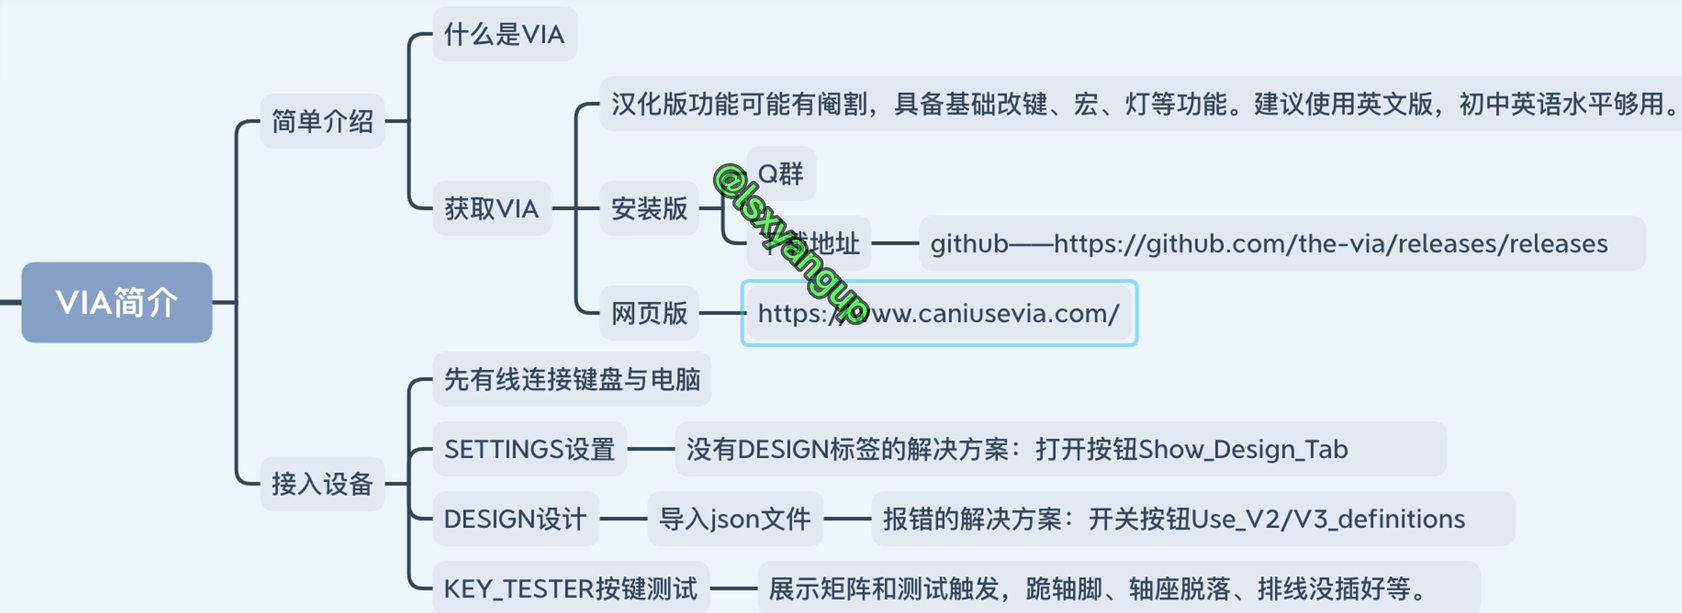 什么是VIA
汉化版功能可能有阉割，具备基础改键、宏、灯等功能。建议使用英文版，初中英语水平够用。
简单介绍
Q群
获取VIA
安装版
下载地址
github——https://github.com/the-via/releases/releases
VIA简介
网页版
https://www.caniusevia.com/
@lsxyangup
先有线连接键盘与电脑
SETTINGS设置
没有DESIGN标签的解决方案：打开按钮Show_Design_Tab
接入设备
DESIGN设计
导入json文件
报错的解决方案：开关按钮Use_V2/V3_definitions
KEY_TESTER按键测试
展示矩阵和测试触发，跪轴脚、轴座脱落、排线没插好等。